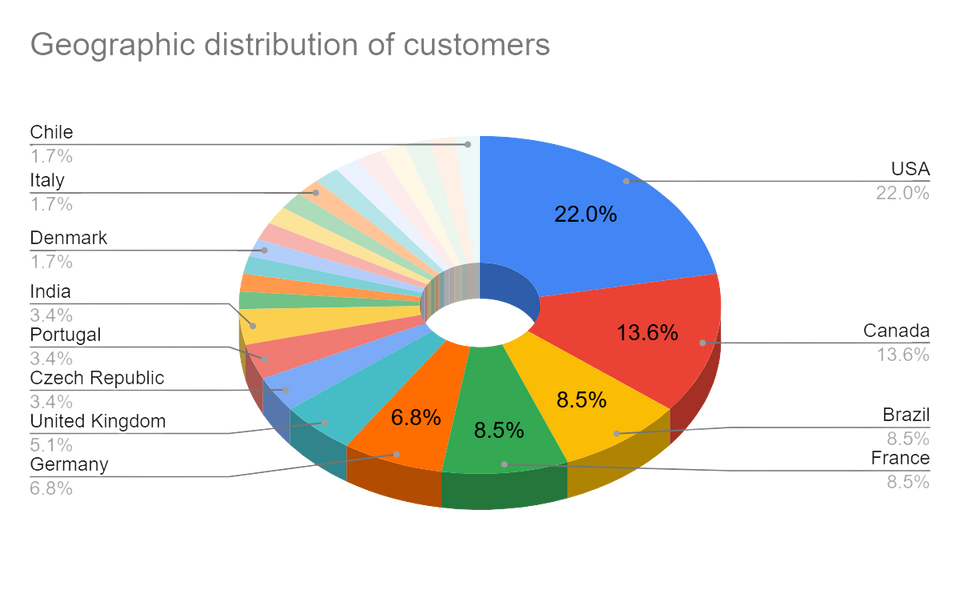 Geographic distribution of customers
Chile
1.7%
Italy
1.7%
Denmark
1.7%
India
3.4%
Portugal
3.4%
Czech Republic
3.4%
United Kingdom
5.1%
Germany
6.8%
USA
22.0%
Canada
13.6%
Brazil
8.5%
France
8.5%
22.0%
13.6%
8.5%
8.5%
6.8%